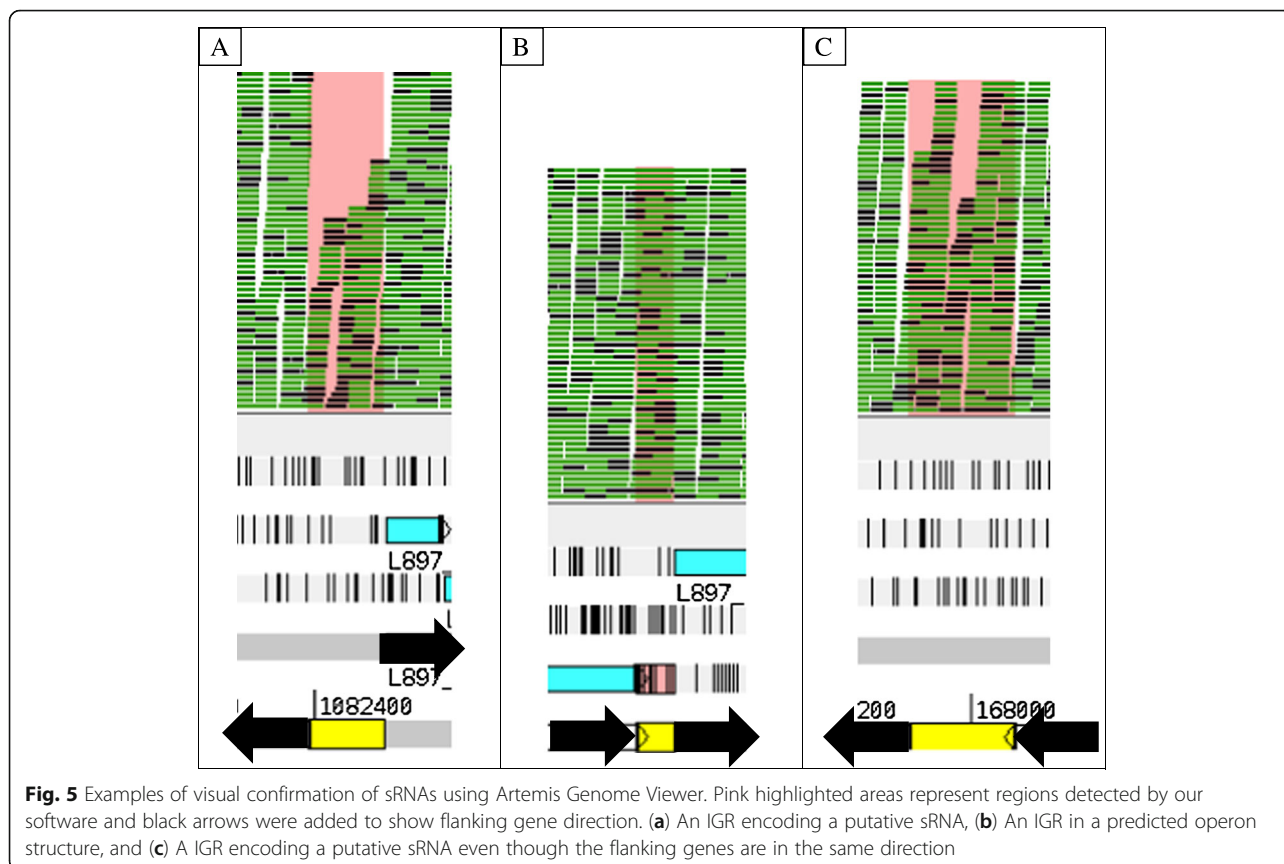 A
B
C
L897
L897_
1082400
L897_
200
168000
Fig. 5 Examples of visual confirmation of sRNAs using Artemis Genome Viewer. Pink highlighted areas represent regions detected by our
software and black arrows were added to show flanking gene direction. (a) An IGR encoding a putative sRNA, (b) An IGR in a predicted operon
structure, and (c) A IGR encoding a putative sRNA even though the flanking genes are in the same direction